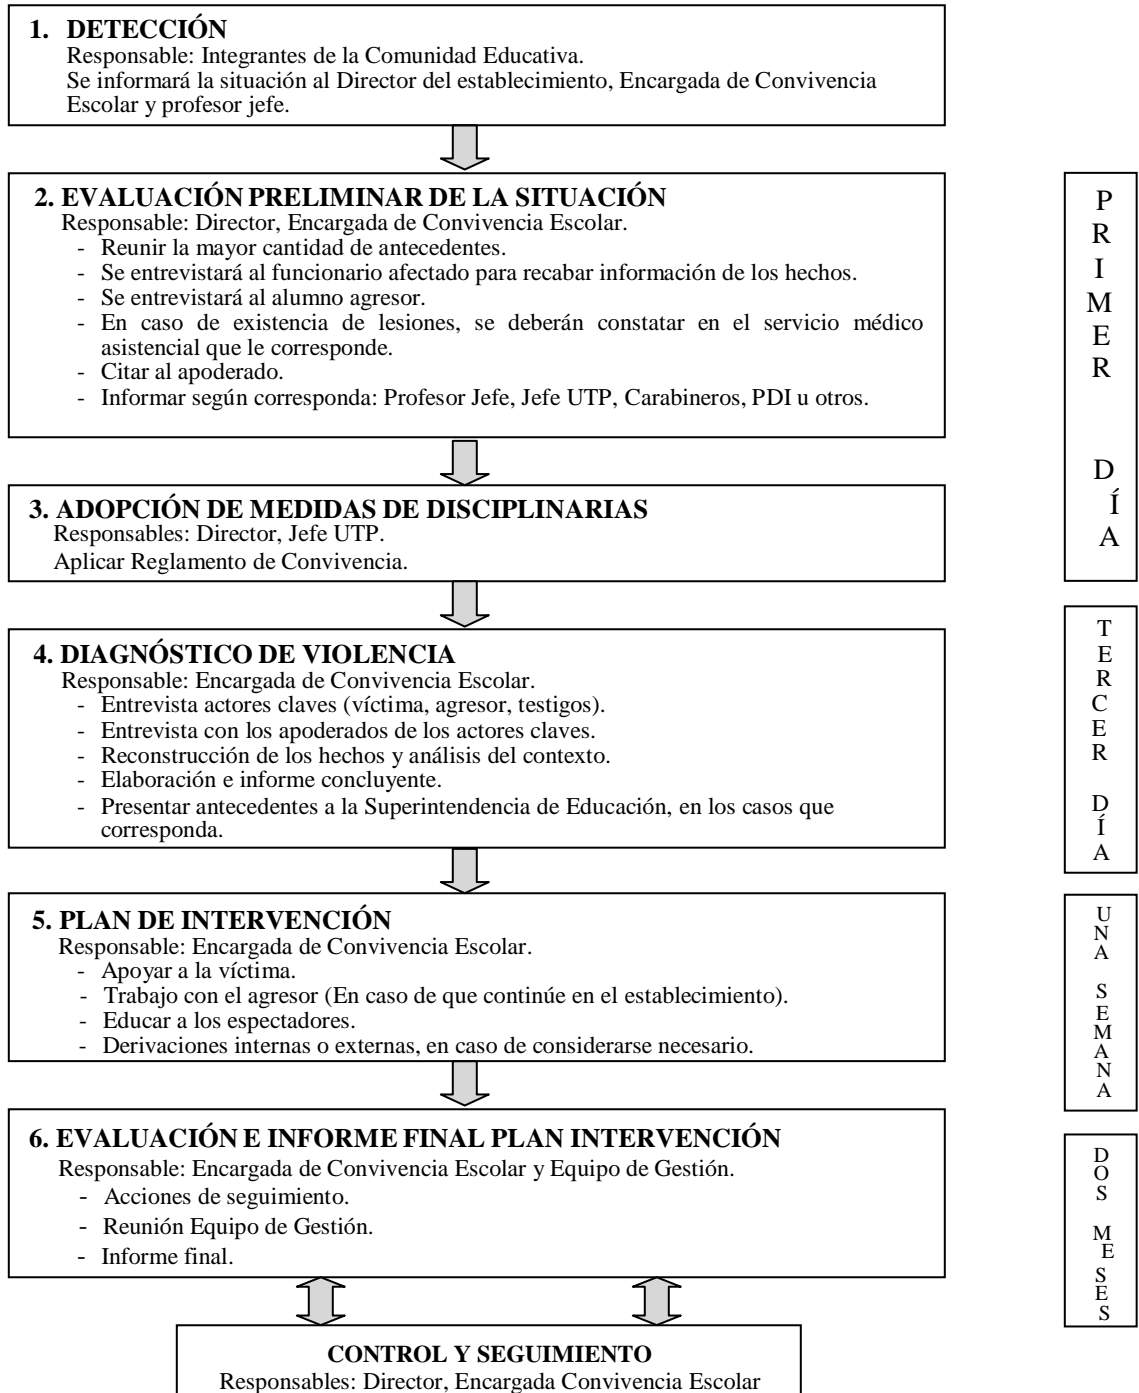 1. DETECCIÓN
Responsable: Integrantes de la Comunidad Educativa.
Se informará la situación al Director del establecimiento, Encargada de Convivencia
Escolar y profesor jefe.
2. EVALUACIÓN PRELIMINAR DE LA SITUACIÓN
Responsable: Director, Encargada de Convivencia Escolar.
- Reunir la mayor cantidad de antecedentes.
- Se entrevistará al funcionario afectado para recabar información de los hechos.
- Se entrevistará al alumno agresor.
- En caso de existencia de lesiones, se deberán constatar en el servicio médico
asistencial que le corresponde.
- Citar al apoderado.
- Informar según corresponda: Profesor Jefe, Jefe UTP, Carabineros, PDI u otros.
3. ADOPCIÓN DE MEDIDAS DE DISCIPLINARIAS
Responsables: Director, Jefe UTP.
Aplicar Reglamento de Convivencia.
PRIMER DÍA
4. DIAGNÓSTICO DE VIOLENCIA
Responsable: Encargada de Convivencia Escolar.
- Entrevista actores claves (víctima, agresor, testigos).
- Entrevista con los apoderados de los actores claves.
- Reconstrucción de los hechos y análisis del contexto.
- Elaboración e informe concluyente.
- Presentar antecedentes a la Superintendencia de Educación, en los casos que
corresponda.
TERCER DÍA
5. PLAN DE INTERVENCIÓN
Responsable: Encargada de Convivencia Escolar.
- Apoyar a la víctima.
- Trabajo con el agresor (En caso de que continúe en el establecimiento).
- Educar a los espectadores.
- Derivaciones internas o externas, en caso de considerarse necesario.
UNA SEMANA
6. EVALUACIÓN E INFORME FINAL PLAN INTERVENCIÓN
Responsable: Encargada de Convivencia Escolar y Equipo de Gestión.
- Acciones de seguimiento.
- Reunión Equipo de Gestión.
- Informe final.
DOS MESES
CONTROL Y SEGUIMIENTO
Responsables: Director, Encargada Convivencia Escolar